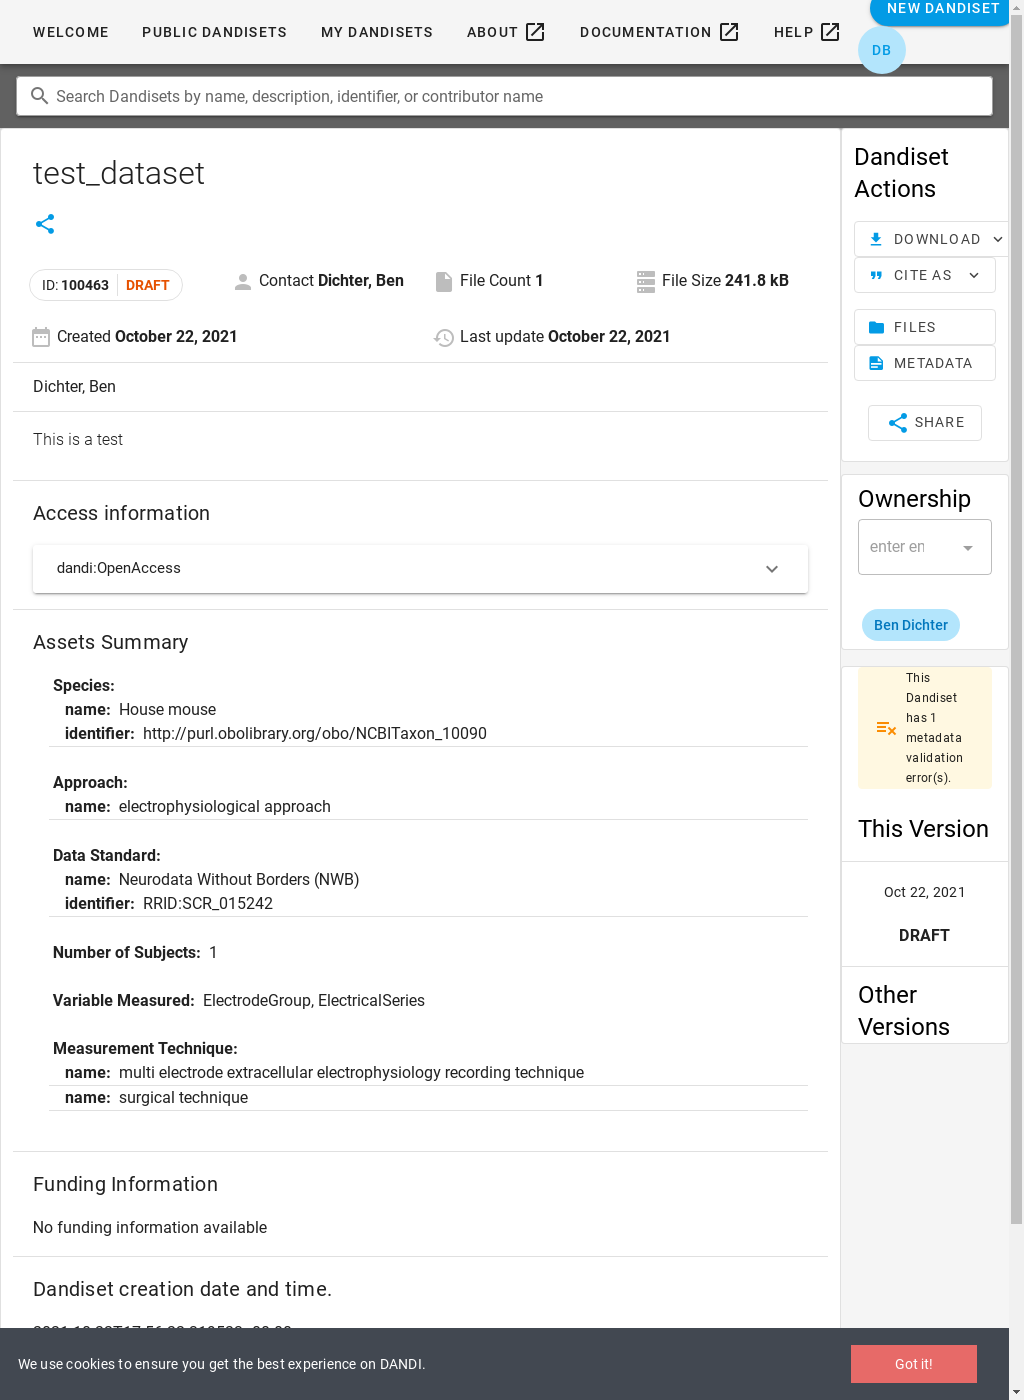 WELCOME PUBLIC DANDISETS MY DANDISETS ABOUT DOCUMENTATION HELP NEW DANDISET
DB
Search Dandisets by name, description, identifier, or contributor name
test_dataset
ID: 100463 DRAFT
Contact Dichter, Ben
File Count 1
File Size 241.8 kB
Created October 22, 2021
Last update October 22, 2021
Dichter, Ben
This is a test
Access information
dandi:OpenAccess
Assets Summary
Species:
name: House mouse
identifier: http://purl.obolibrary.org/obo/NCBITaxon_10090
Approach:
name: electrophysiological approach
Data Standard:
name: Neurodata Without Borders (NWB)
identifier: RRID:SCR_015242
Number of Subjects: 1
Variable Measured: ElectrodeGroup, ElectricalSeries
Measurement Technique:
name: multi electrode extracellular electrophysiology recording technique
name: surgical technique
Funding Information
No funding information available
Dandiset creation date and time.
Dandiset
Actions
DOWNLOAD
CITE AS
FILES
METADATA
SHARE
Ownership
enter en
Ben Dichter
This
Dandiset
has 1
metadata
validation
error(s).
This Version
Oct 22, 2021
DRAFT
Other
Versions
We use cookies to ensure you get the best experience on DANDI.
Got it!